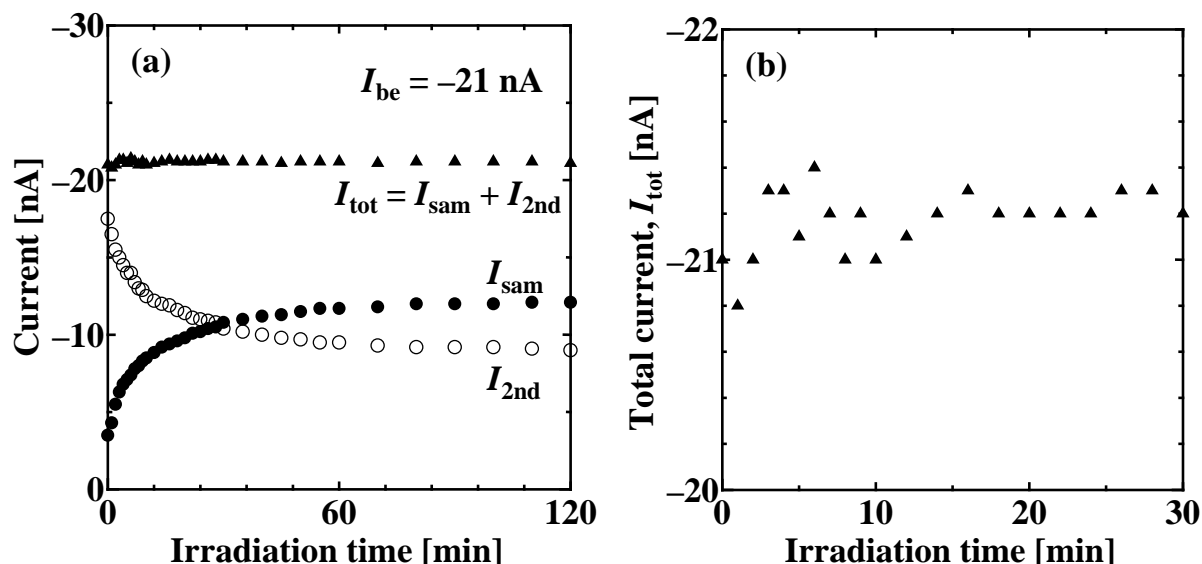 (a)
I_be = –21 nA
I_tot = I_sam + I_2nd
I_sam
I_2nd
Current [nA]
–30
–20
–10
0
0 60 120
Irradiation time [min]
(b)
Total current, I_tot [nA]
–22
–21
–20
0 10 20 30
Irradiation time [min]